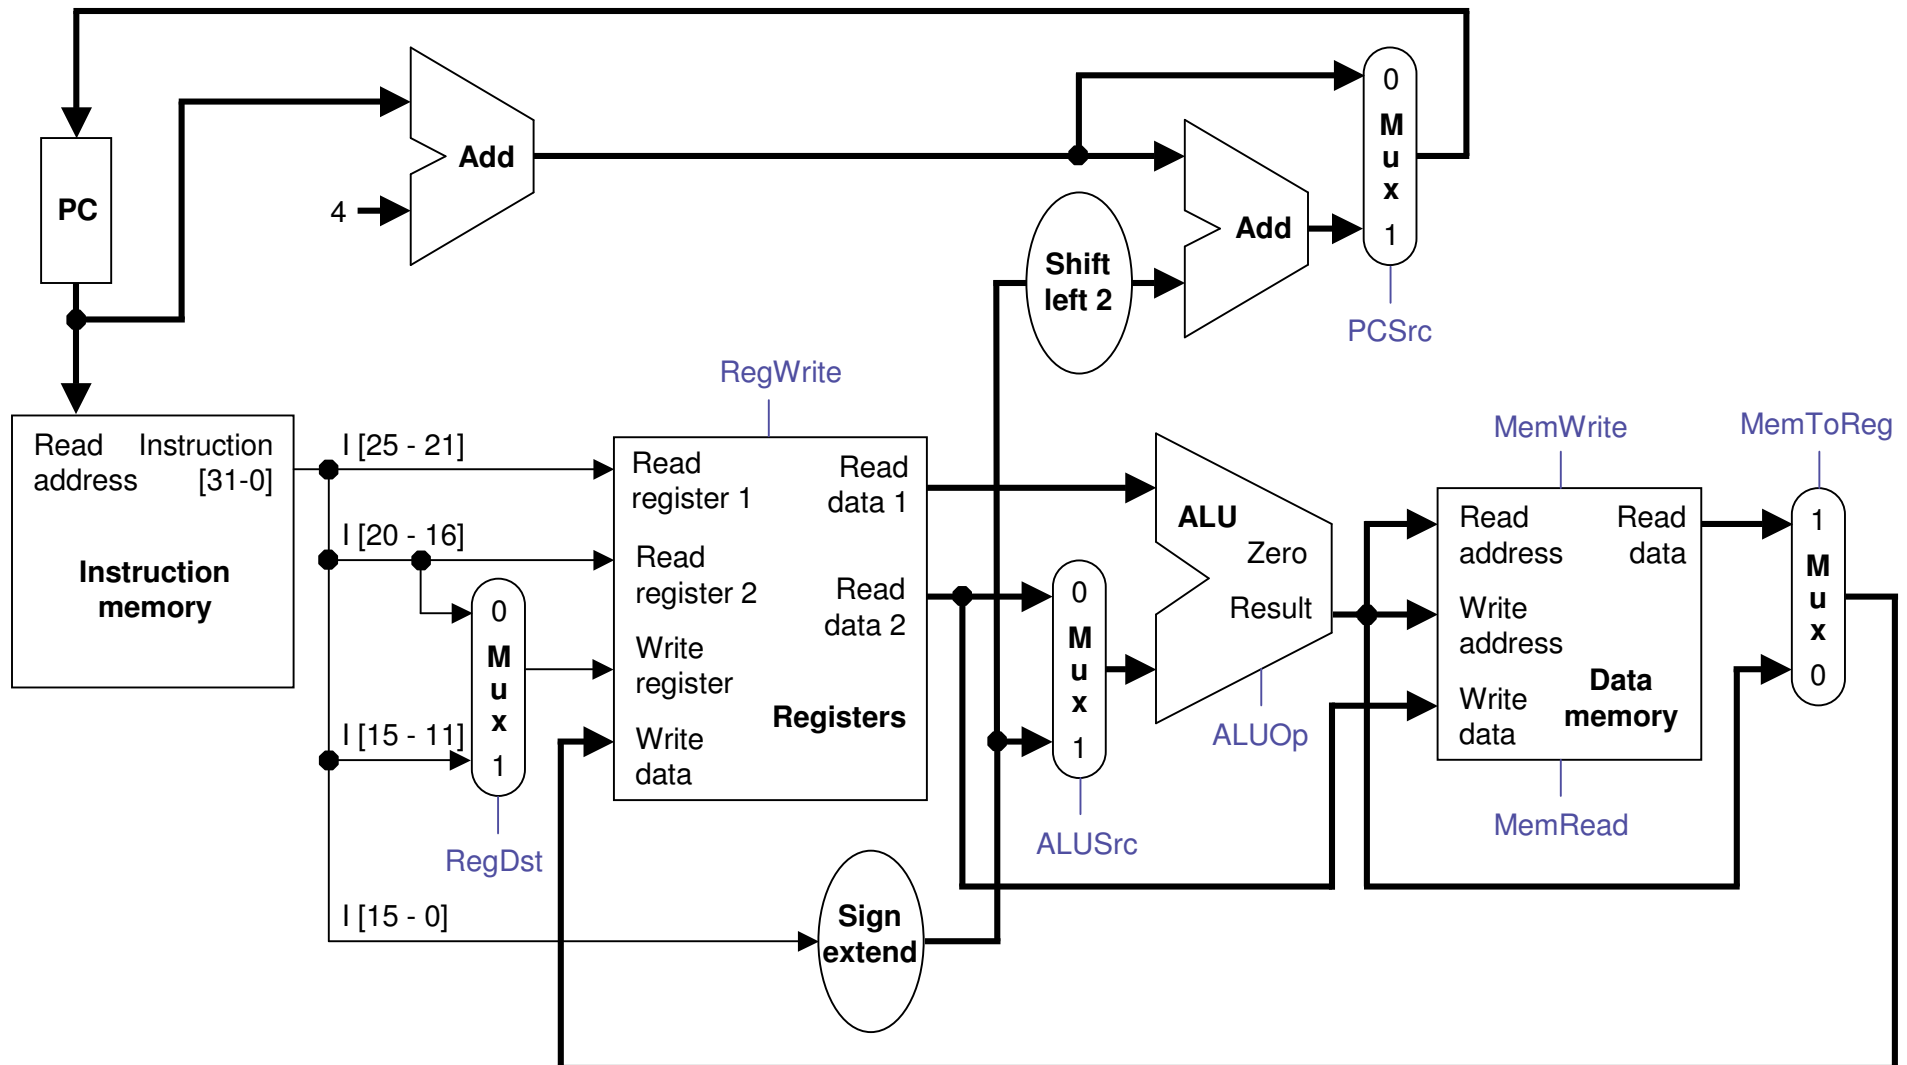 0
M
u
x
1
Add
PC
4
Add
Shift
left 2
PCSrc
RegWrite
MemWrite
MemToReg
Read
address
Instruction
[31-0]
Instruction
memory
I [25 - 21]
I [20 - 16]
I [15 - 11]
I [15 - 0]
0
M
u
x
1
RegDst
Read
register 1
Read
data 1
Read
register 2
Read
data 2
Write
register
Registers
Write
data
Sign
extend
0
M
u
x
1
ALUSrc
ALU
Zero
Result
ALUOp
Read
address
Read
data
Write
address
Data
memory
Write
data
MemRead
1
M
u
x
0